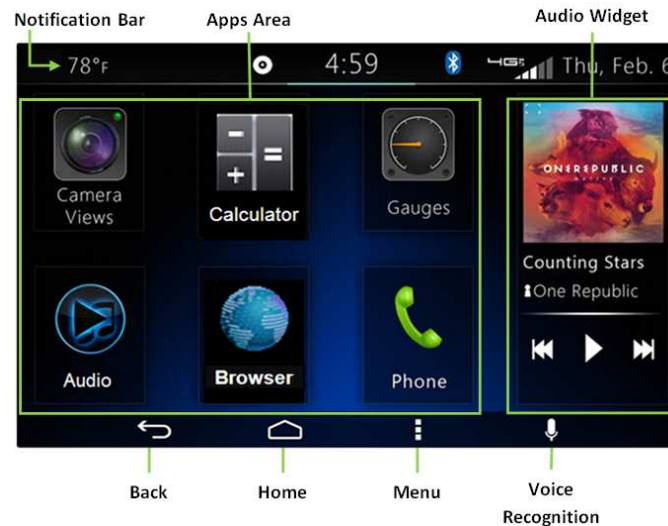 Notification Bar
Apps Area
Audio Widget
78°F
4:59
4G
Thu, Feb. 6
Camera
Views
Calculator
Gauges
ONEREPUBLIC
Counting Stars
One Republic
Audio
Browser
Phone
Back
Home
Menu
Voice
Recognition